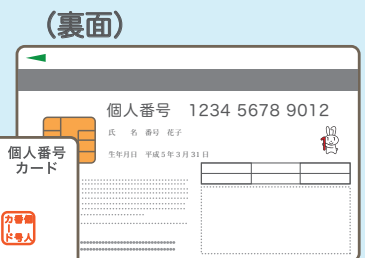 （裏面）
個人番号 1234 5678 9012
氏 名 番号 花子
生年月日 平成5年3月31日
個人番号
カード
個人
番号
カード